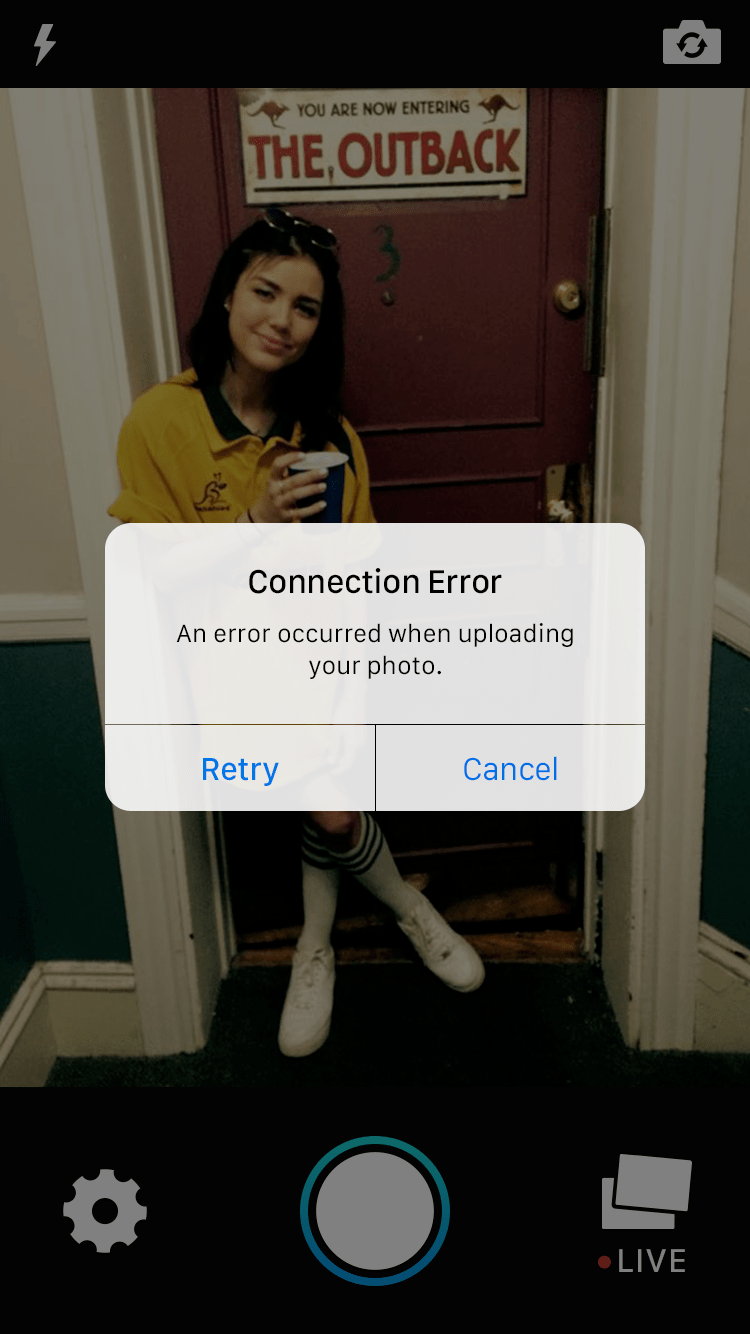 YOU ARE NOW ENTERING
THE OUTBACK
3
Connection Error
An error occurred when uploading
your photo.
Retry
Cancel
LIVE